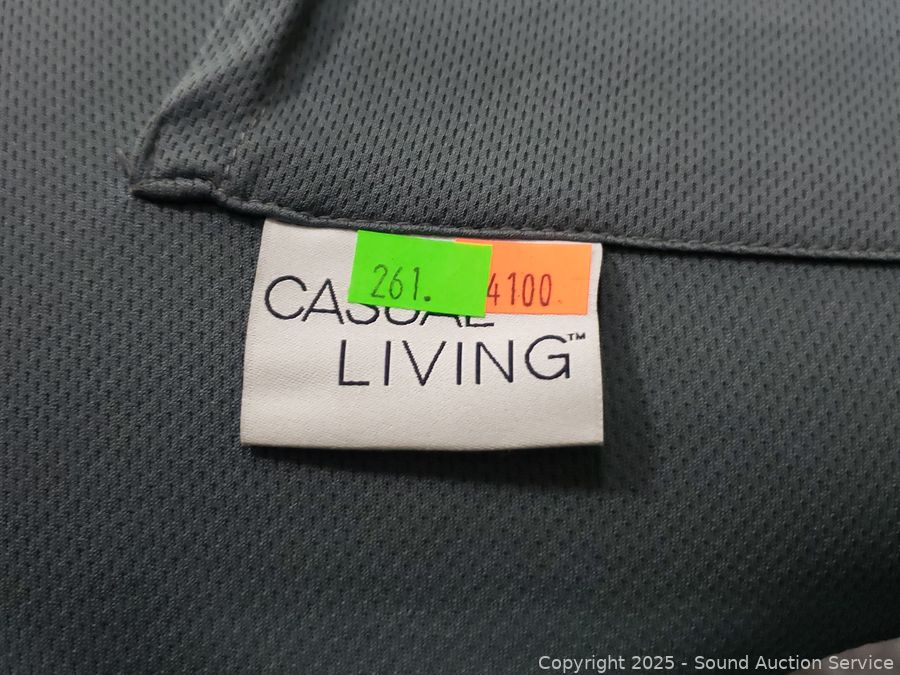 261. 4100
CASUAL
LIVING™
Copyright 2025 - Sound Auction Service